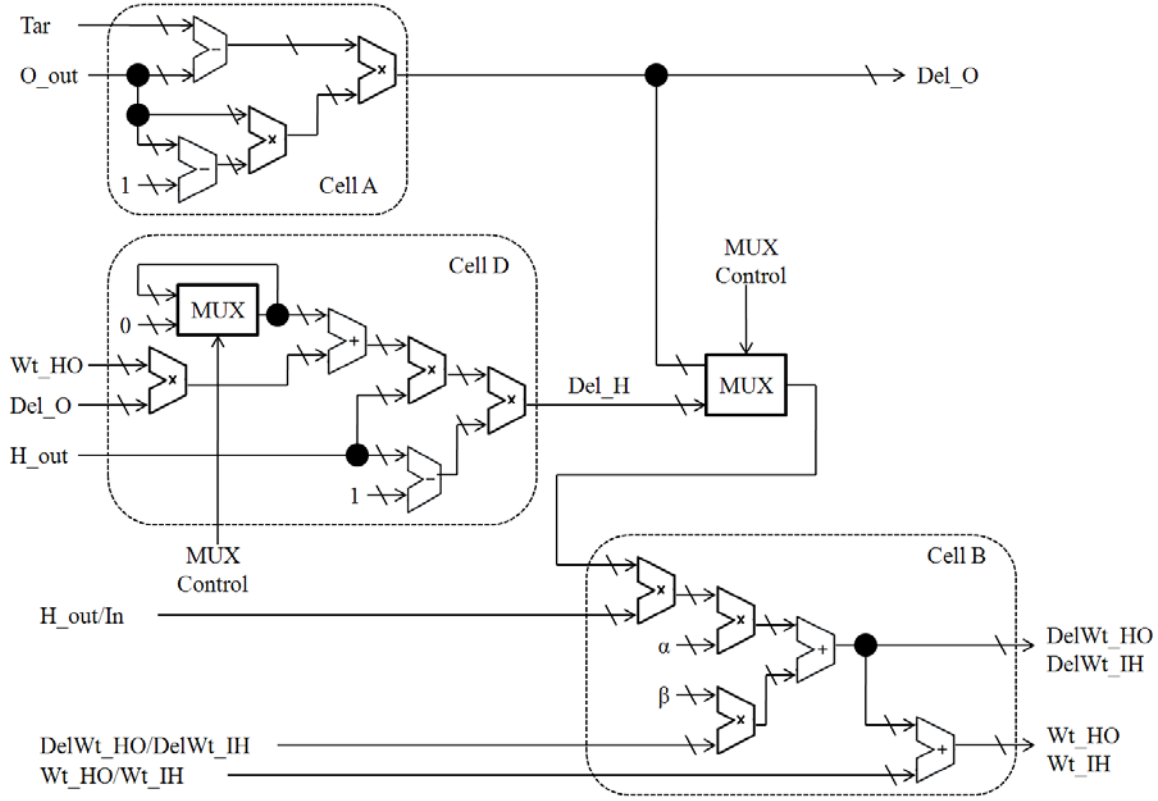 Tar
−
O_out
×
Del_O
×
−
1
Cell A
Cell D
MUX
Control
MUX
0
+
Wt_HO
×
×
Del_O
×
Del_H
MUX
H_out
−
1
MUX
Control
Cell B
H_out/In
×
×
α
+
DelWt_HO
DelWt_IH
β
×
DelWt_HO/DelWt_IH
+
Wt_HO
Wt_IH
Wt_HO/Wt_IH